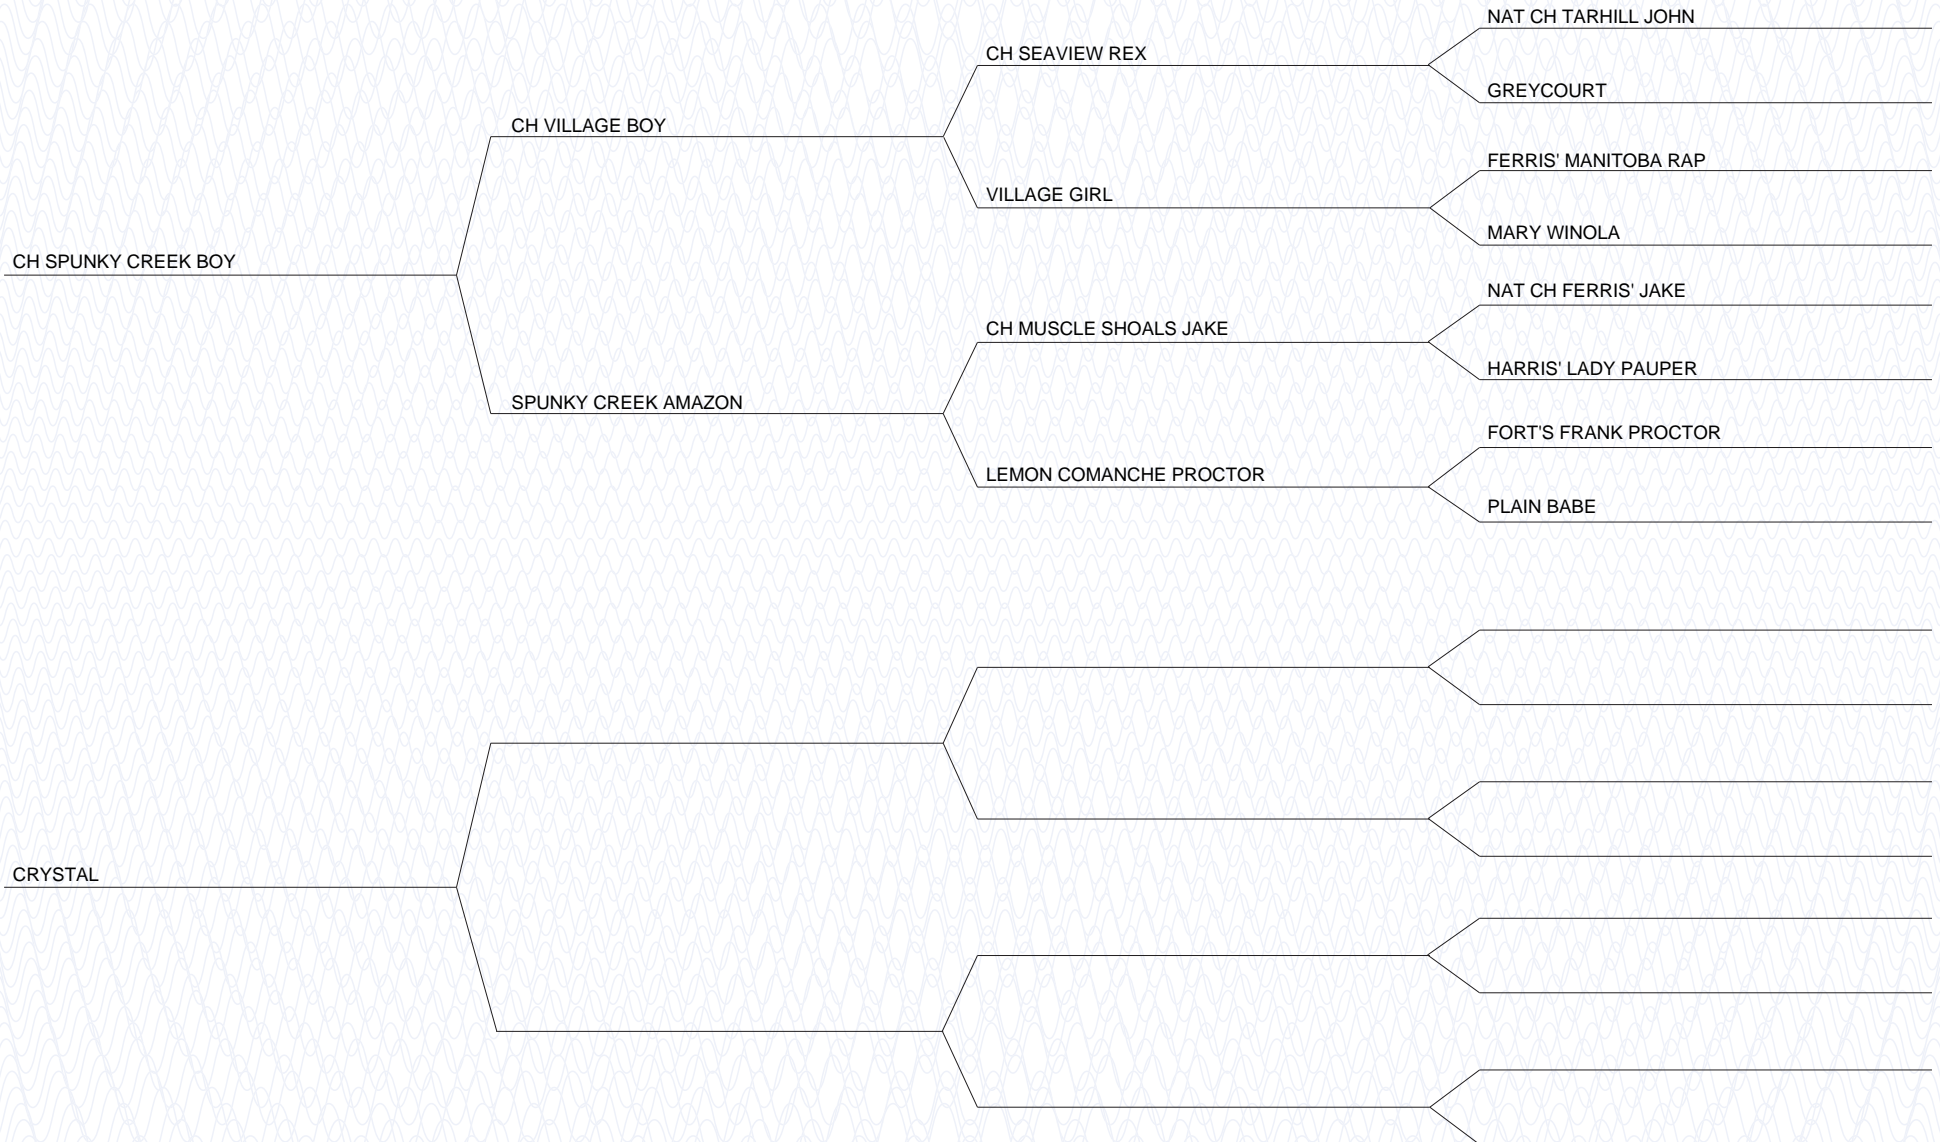 NAT CH TARHILL JOHN
CH SEAVIEW REX
GREYCOURT
CH VILLAGE BOY
FERRIS' MANITOBA RAP
VILLAGE GIRL
MARY WINOLA
CH SPUNKY CREEK BOY
NAT CH FERRIS' JAKE
CH MUSCLE SHOALS JAKE
HARRIS' LADY PAUPER
SPUNKY CREEK AMAZON
FORT'S FRANK PROCTOR
LEMON COMANCHE PROCTOR
PLAIN BABE
CRYSTAL